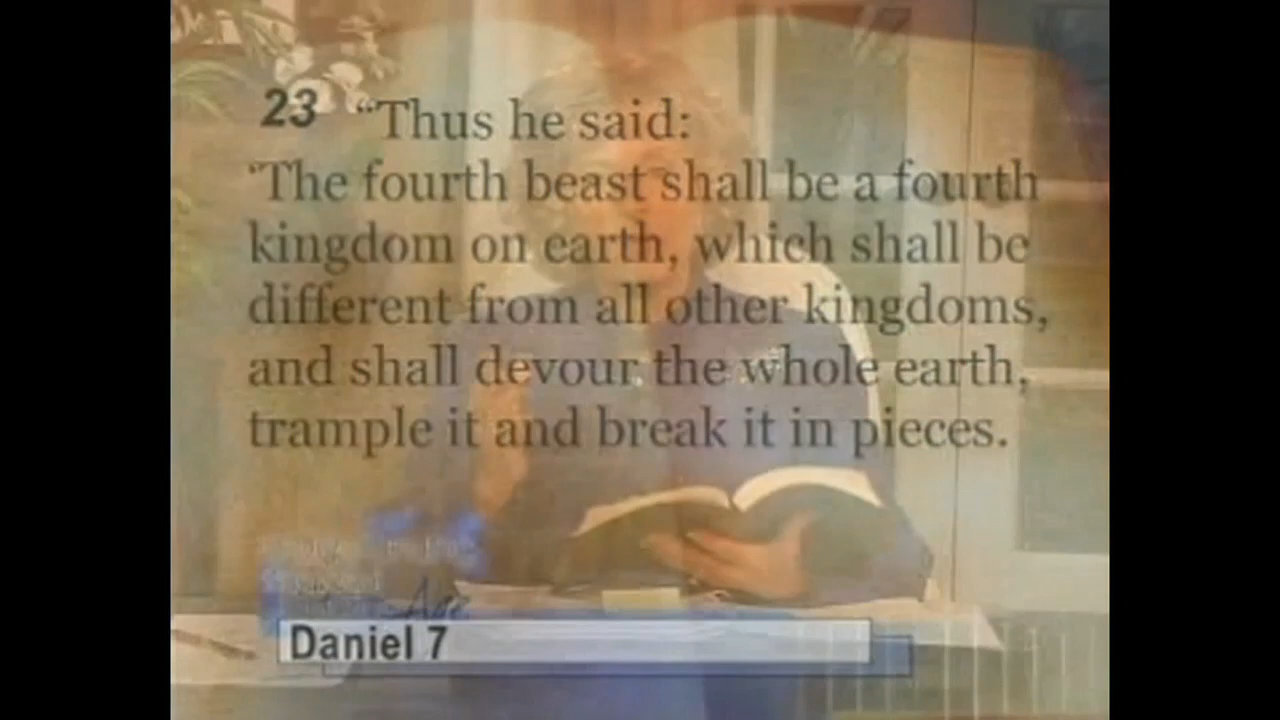 23 “Thus he said:
‘The fourth beast shall be a fourth
kingdom on earth, which shall be
different from all other kingdoms,
and shall devour the whole earth,
trample it and break it in pieces.
Age
Daniel 7